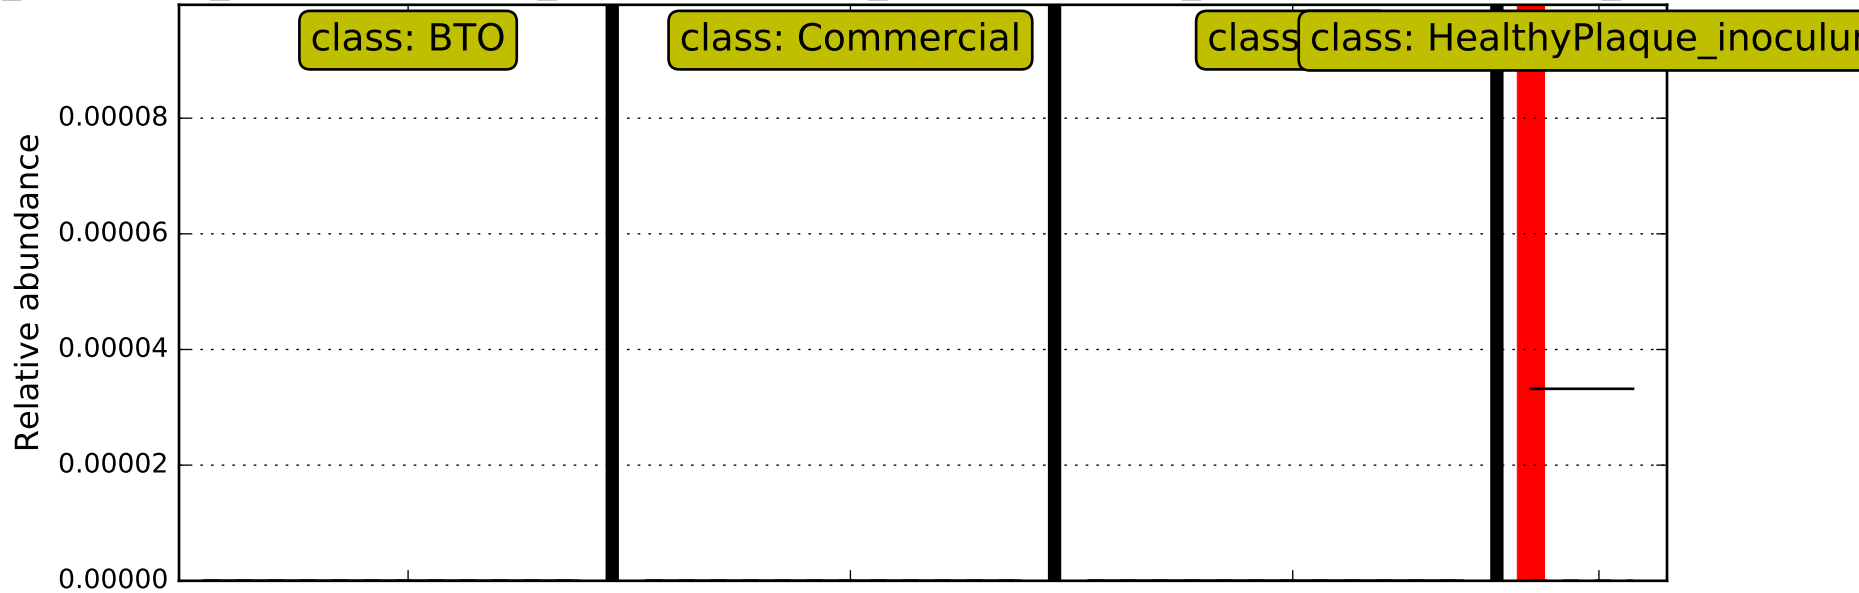 class: BTO
class: Commercial
class
class: HealthyPlaque_inoculu
Relative abundance
0.00008
0.00006
0.00004
0.00002
0.00000